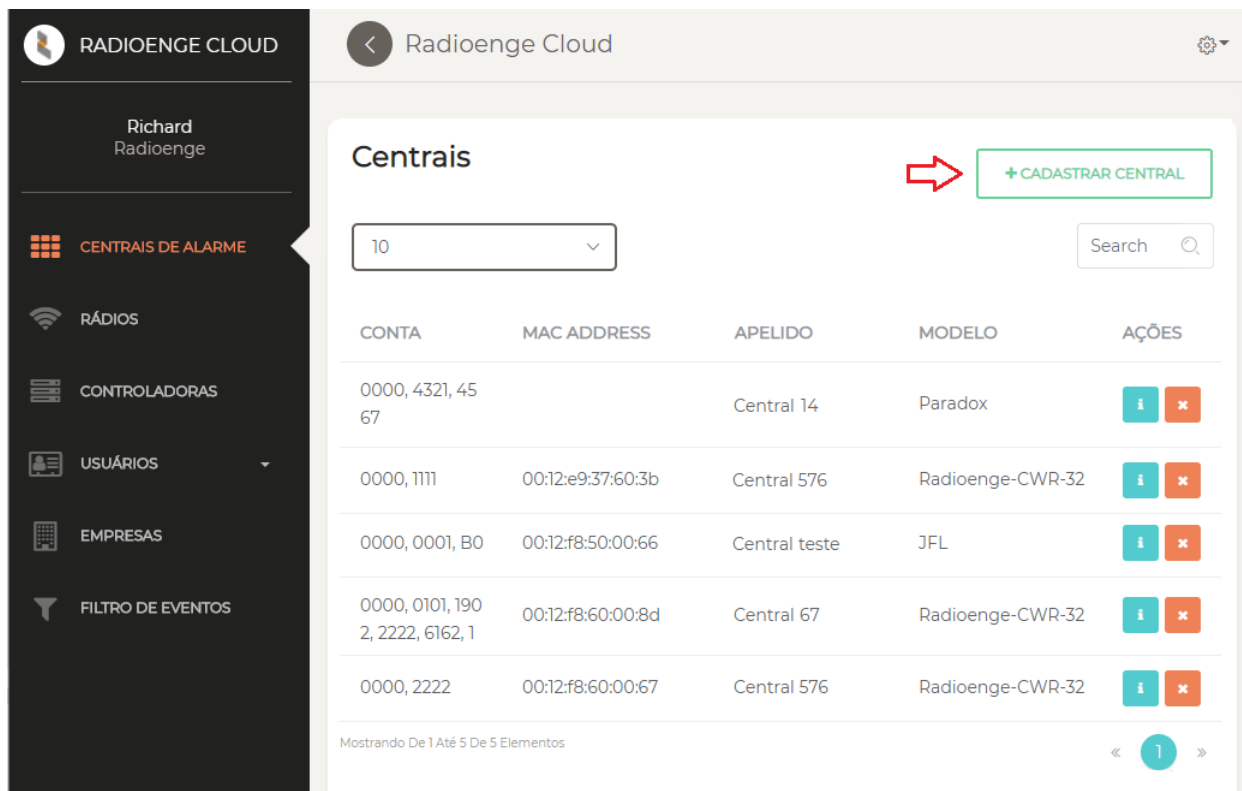 RADIOENGE CLOUD
Richard
Radioenge
CENTRAIS DE ALARME
RÁDIOS
CONTROLADORAS
USUÁRIOS
EMPRESAS
FILTRO DE EVENTOS
Radioenge Cloud
Centrais
+ CADASTRAR CENTRAL
10
Search
CONTA MAC ADDRESS APELIDO MODELO AÇÕES
0000, 4321, 45
67
Central 14 Paradox
0000, 1111 00:12:e9:37:60:3b Central 576 Radioenge-CWR-32
0000, 0001, B0 00:12:f8:50:00:66 Central teste JFL
0000, 0101, 190
2, 2222, 6162, 1
00:12:f8:60:00:8d Central 67 Radioenge-CWR-32
0000, 2222 00:12:f8:60:00:67 Central 576 Radioenge-CWR-32
Mostrando De 1 Até 5 De 5 Elementos
« 1 »